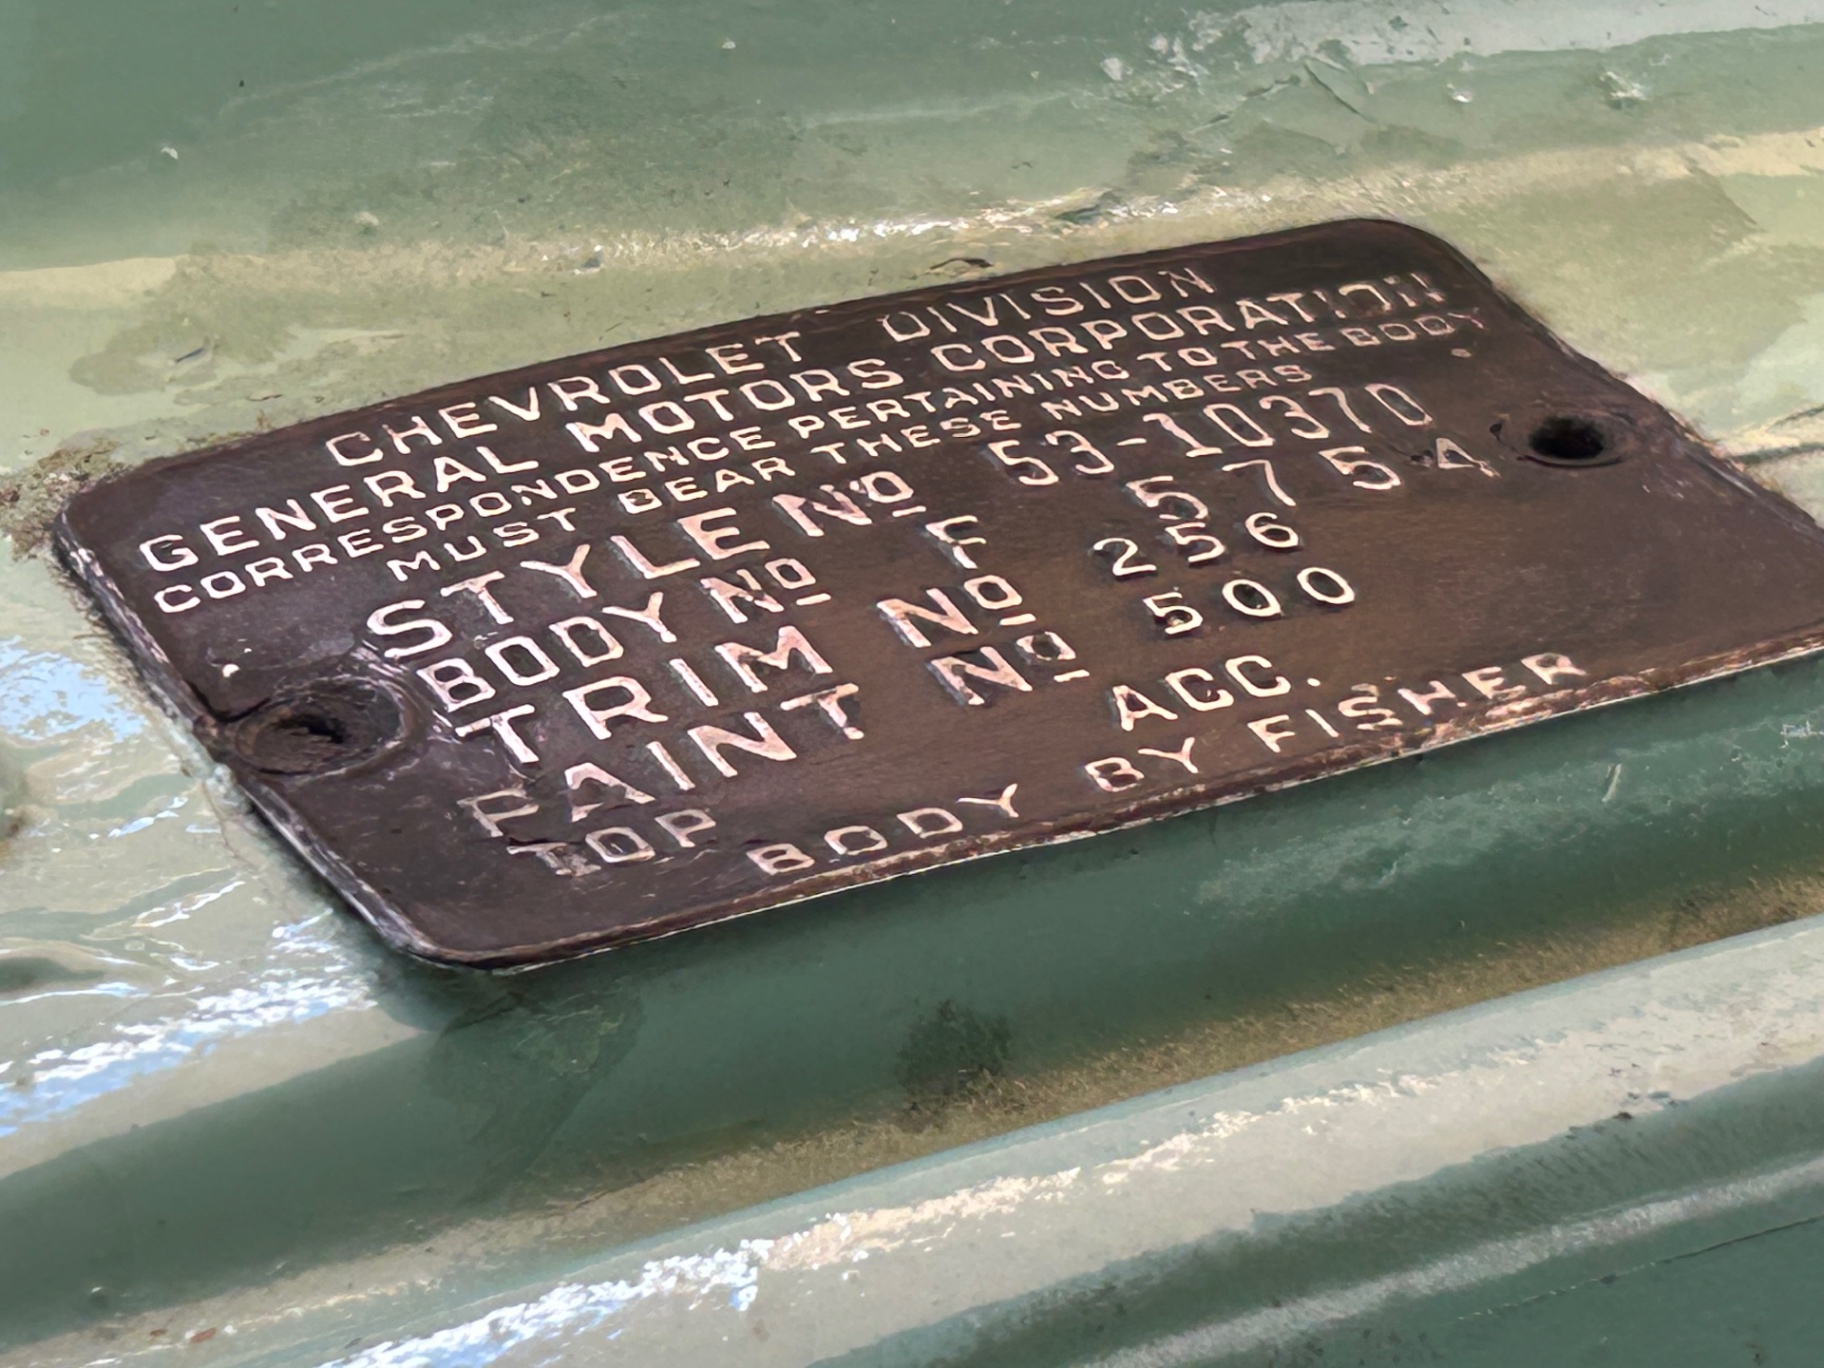 CHEVROLET DIVISION
GENERAL MOTORS CORPORATION
CORRESPONDENCE PERTAINING TO THE BODY
MUST BEAR THESE NUMBERS
STYLE Nº 53-10370
BODY Nº F 5754
TRIM Nº 256
PAINT Nº 500
TOP ACC.
BODY BY FISHER